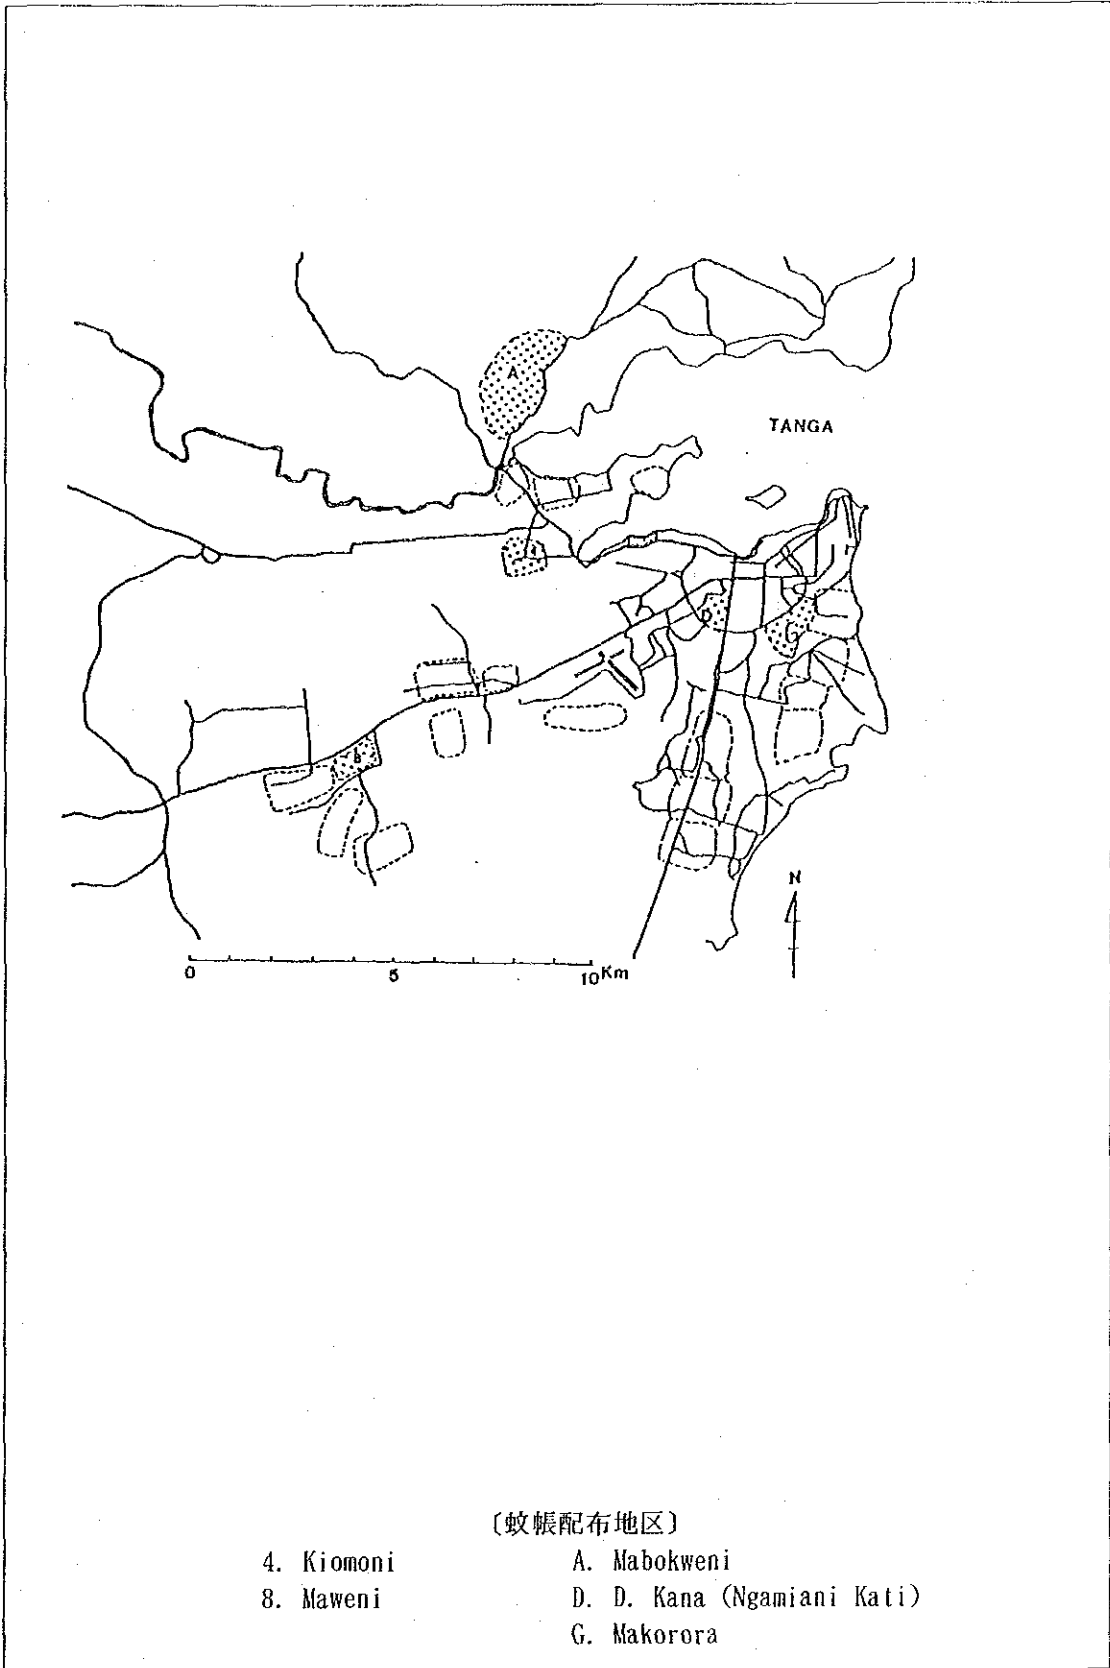 A
TANGA
4
D
G
8
N
0 5 10Km
〔蚊帳配布地区〕
4. Kiomoni A. Mabokweni
8. Maweni D. D. Kana (Ngamiani Kati)
G. Makorora